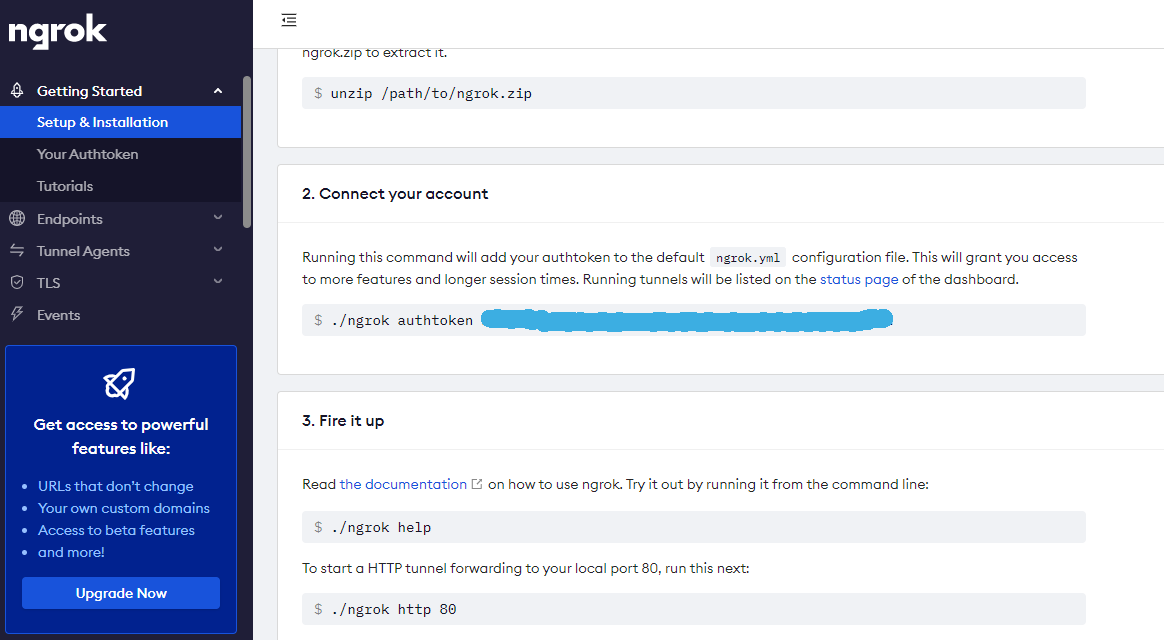 ngrok
Getting Started
Setup & Installation
Your Authtoken
Tutorials
Endpoints
Tunnel Agents
TLS
Events
Get access to powerful
features like:
• URLs that don't change
• Your own custom domains
• Access to beta features
• and more!
Upgrade Now
ngrok.zip to extract it.
$ unzip /path/to/ngrok.zip
2. Connect your account
Running this command will add your authtoken to the default ngrok.yml configuration file. This will grant you access
to more features and longer session times. Running tunnels will be listed on the status page of the dashboard.
$ ./ngrok authtoken
3. Fire it up
Read the documentation on how to use ngrok. Try it out by running it from the command line:
$ ./ngrok help
To start a HTTP tunnel forwarding to your local port 80, run this next:
$ ./ngrok http 80